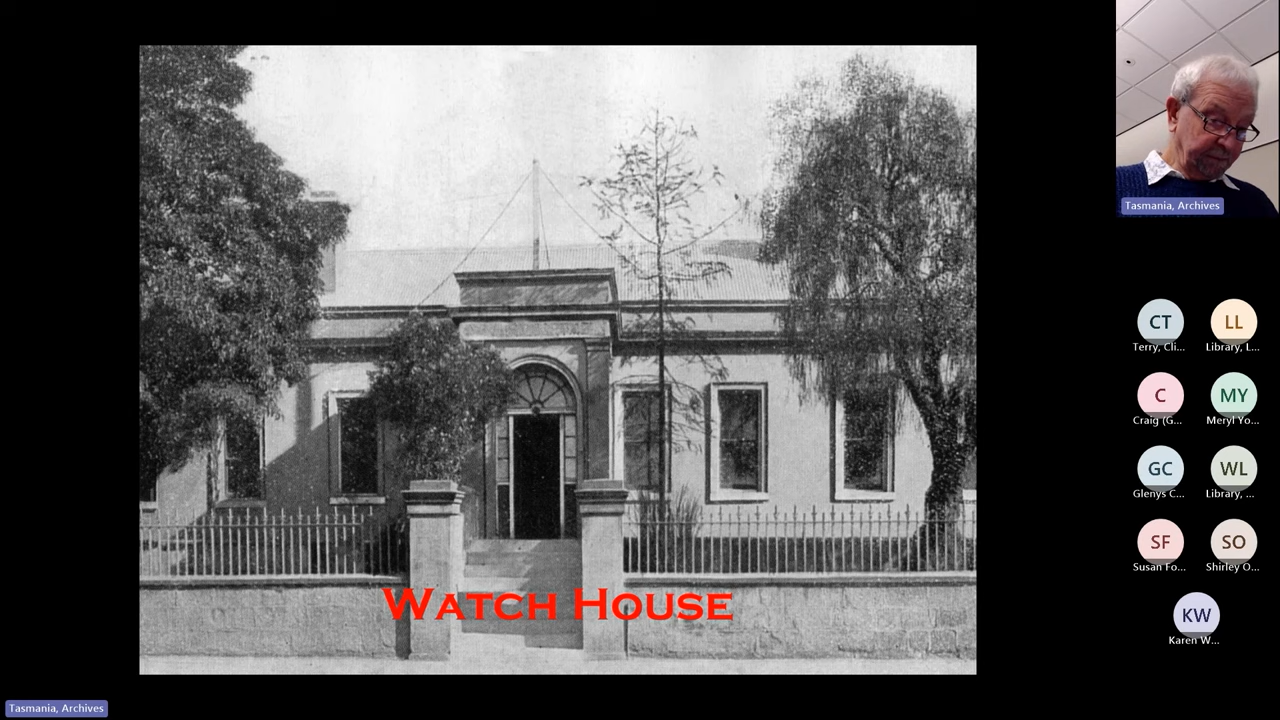 Watch House
Tasmania, Archives
CT
LL
Terry, Cli...
Library, L...
C
MY
Craig (G...
Meryl Yo...
GC
WL
Glenys C...
Library, ...
SF
SO
Susan Fo...
Shirley O...
KW
Karen W...
Tasmania, Archives